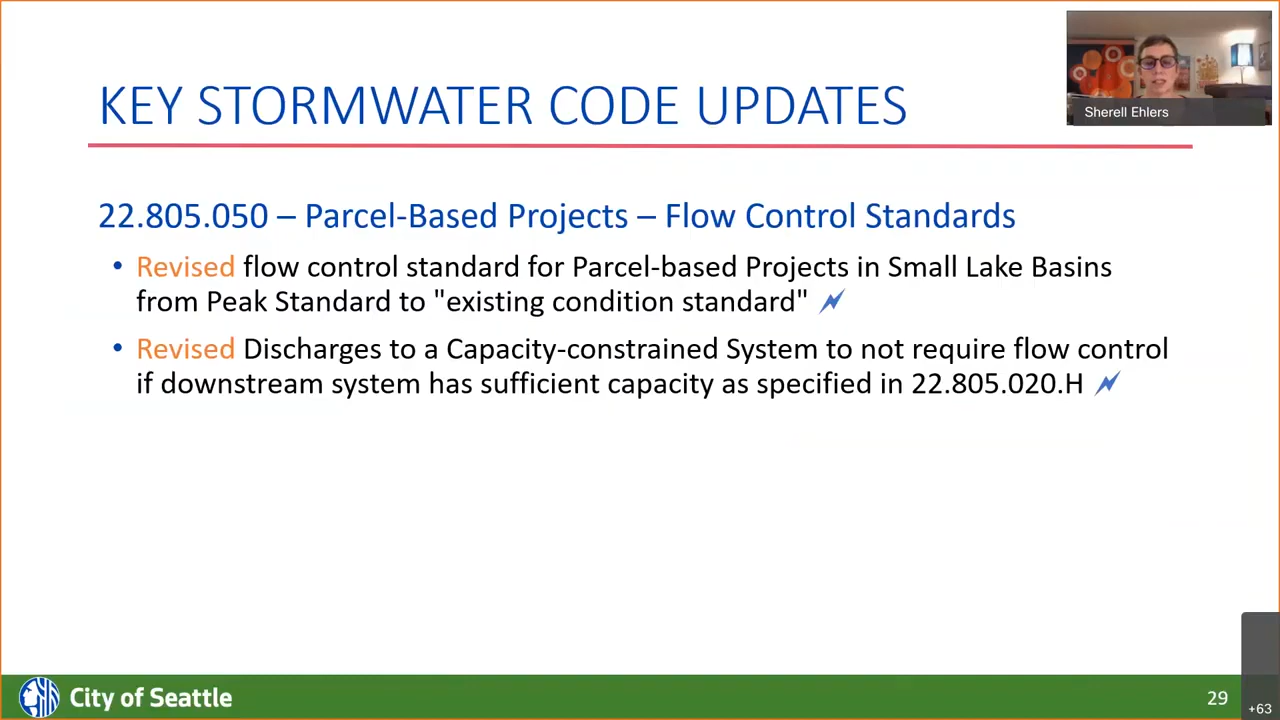 KEY STORMWATER CODE UPDATES
Sherell Ehlers
22.805.050 – Parcel-Based Projects – Flow Control Standards
• Revised flow control standard for Parcel-based Projects in Small Lake Basins
from Peak Standard to "existing condition standard"
• Revised Discharges to a Capacity-constrained System to not require flow control
if downstream system has sufficient capacity as specified in 22.805.020.H
City of Seattle
29
+63